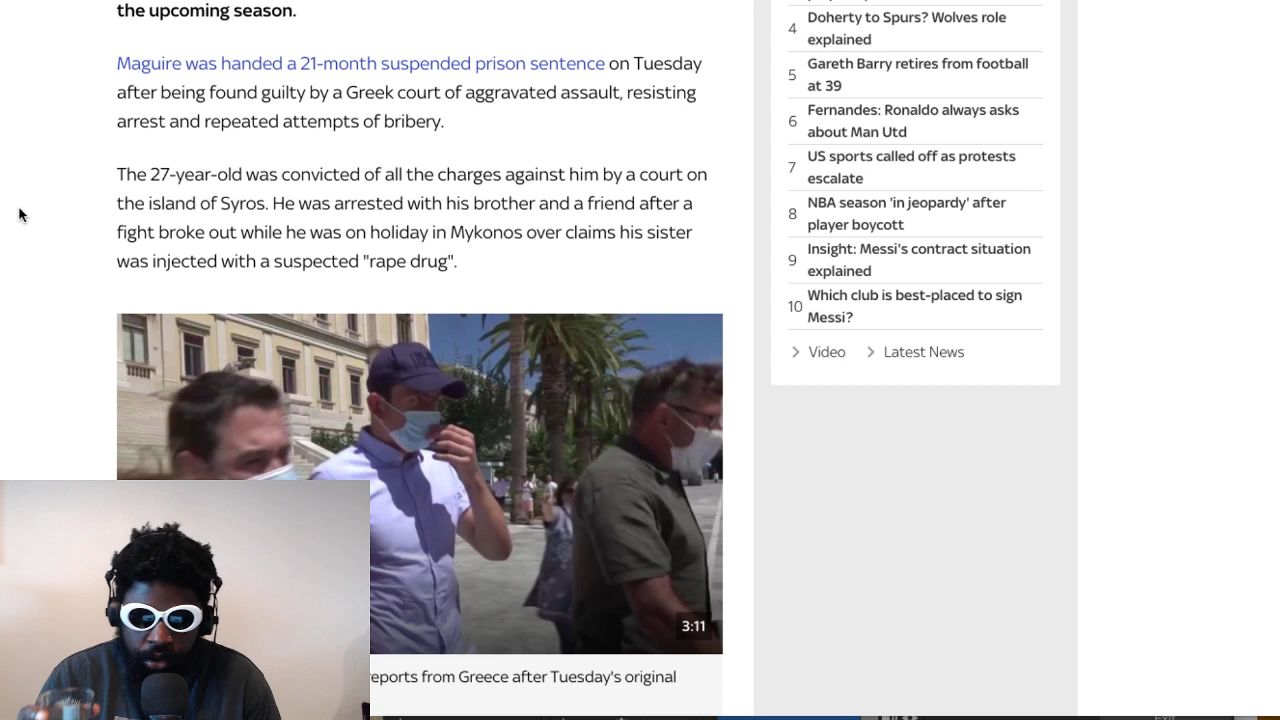 the upcoming season.
Maguire was handed a 21-month suspended prison sentence on Tuesday
after being found guilty by a Greek court of aggravated assault, resisting
arrest and repeated attempts of bribery.
The 27-year-old was convicted of all the charges against him by a court on
the island of Syros. He was arrested with his brother and a friend after a
fight broke out while he was on holiday in Mykonos over claims his sister
was injected with a suspected "rape drug".
3:11
eports from Greece after Tuesday's original
4 Doherty to Spurs? Wolves role
explained
5 Gareth Barry retires from football
at 39
6 Fernandes: Ronaldo always asks
about Man Utd
7 US sports called off as protests
escalate
8 NBA season 'in jeopardy' after
player boycott
9 Insight: Messi's contract situation
explained
10 Which club is best-placed to sign
Messi?
Video Latest News